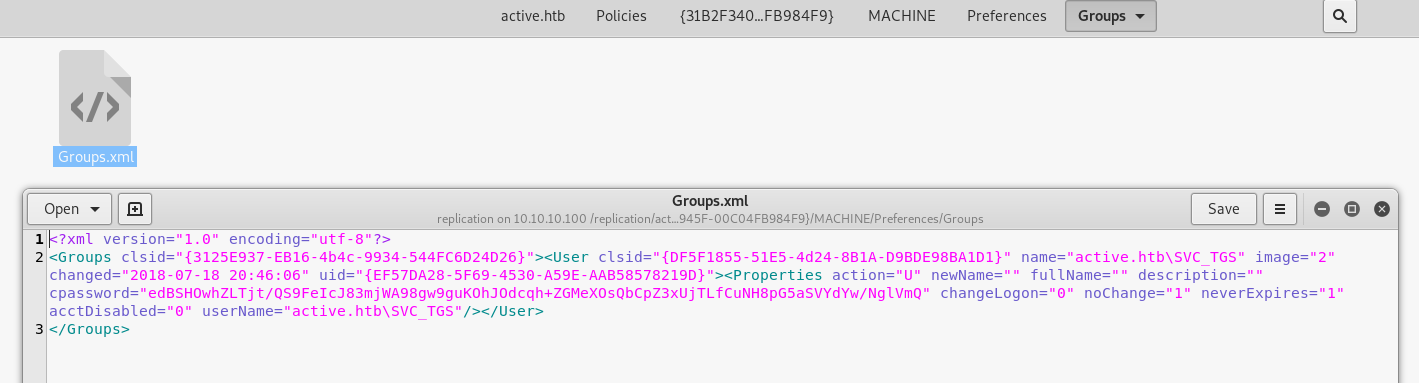 active.htb Policies {31B2F340...FB984F9} MACHINE Preferences Groups
Groups.xml
Open Groups.xml Save
replication on 10.10.10.100 /replication/act...945F-00C04FB984F9}/MACHINE/Preferences/Groups
1 <?xml version="1.0" encoding="utf-8"?>
2 <Groups clsid="{3125E937-EB16-4b4c-9934-544FC6D24D26}"><User clsid="{DF5F1855-51E5-4d24-8B1A-D9BDE98BA1D1}" name="active.htb\SVC_TGS" image="2"
changed="2018-07-18 20:46:06" uid="{EF57DA28-5F69-4530-A59E-AAB58578219D}"><Properties action="U" newName="" fullName="" description=""
cpassword="edBSHOwhZLTjt/QS9FeIcJ83mjWA98gw9guKOhJOdcqh+ZGMeXOsQbCpZ3xUjTLfCuNH8pG5aSVYdYw/NglVmQ" changeLogon="0" noChange="1" neverExpires="1"
acctDisabled="0" userName="active.htb\SVC_TGS"/></User>
3 </Groups>